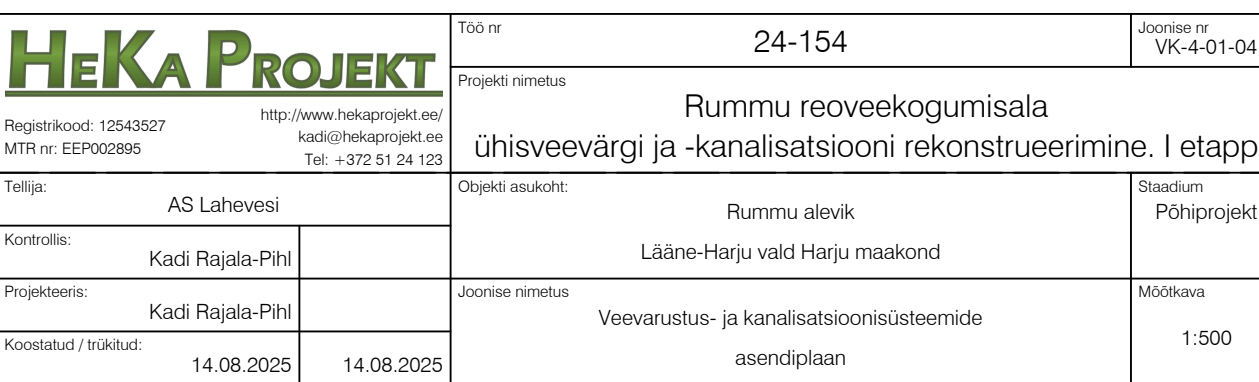 HEKA PROJEKT
Registrikood: 12543527
MTR nr: EEP002895
http://www.hekaprojekt.ee/
kadi@hekaprojekt.ee
Tel: +372 51 24 123
Töö nr
24-154
Joonise nr
VK-4-01-04
Projekti nimetus
Rummu reoveekogumisala
ühisveevärgi ja -kanalisatsiooni rekonstrueerimine. I etapp
Tellija:
AS Lahevesi
Objekti asukoht:
Rummu alevik
Lääne-Harju vald Harju maakond
Staadium
Põhiprojekt
Kontrollis:
Kadi Rajala-Pihl
Projekteeris:
Kadi Rajala-Pihl
Joonise nimetus
Veevarustus- ja kanalisatsioonisüsteemide
asendiplaan
Mõõtkava
1:500
Koostatud / trükitud:
14.08.2025
14.08.2025